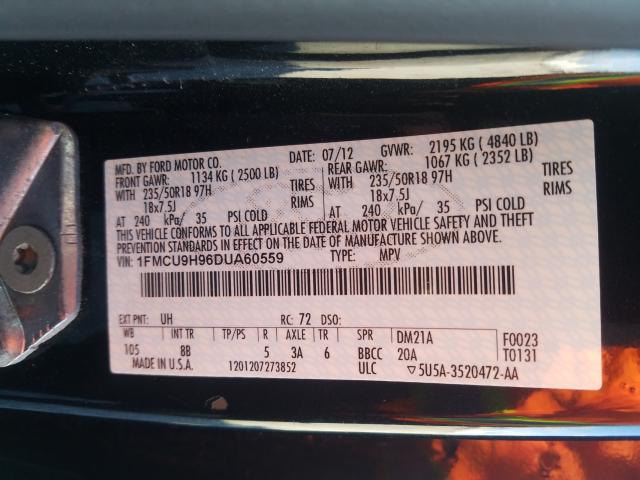 MFD. BY FORD MOTOR CO. DATE: 07/12 GVWR: 2195 KG ( 4840 LB)
FRONT GAWR: 1134 KG ( 2500 LB) REAR GAWR: 1067 KG ( 2352 LB)
WITH 235/50R18 97H TIRES WITH 235/50R18 97H TIRES
18x7.5J RIMS 18x7.5J RIMS
AT 240 kPa/ 35 PSI COLD AT 240 kPa/ 35 PSI COLD
THIS VEHICLE CONFORMS TO ALL APPLICABLE FEDERAL MOTOR VEHICLE SAFETY AND THEFT
PREVENTION STANDARDS IN EFFECT ON THE DATE OF MANUFACTURE SHOWN ABOVE.
VIN: 1FMCU9H96DUA60559 TYPE: MPV
EXT PNT: UH RC: 72 DSO: F0023
WB INT TR TP/PS R AXLE TR SPR DM21A T0131
105 8B 5 3A 6 BBCC 20A
MADE IN U.S.A. 1201207273852 ULC ▽5U5A-3520472-AA